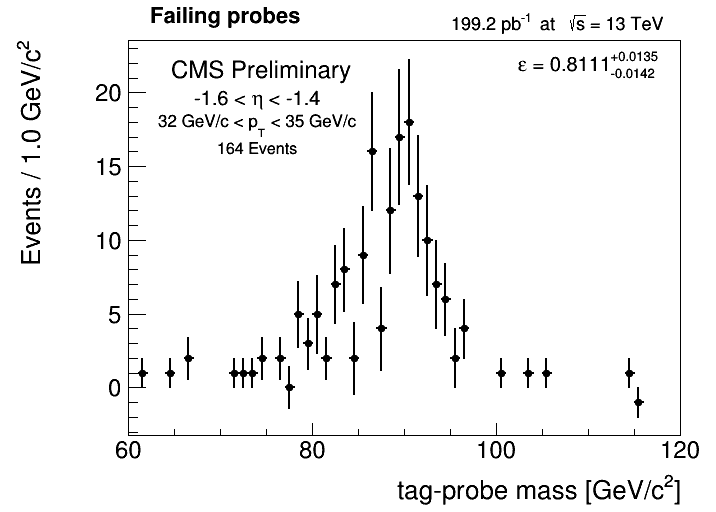 Failing probes
199.2 pb⁻¹ at √s = 13 TeV
CMS Preliminary
-1.6 < η < -1.4
32 GeV/c < p_T < 35 GeV/c
164 Events
ε = 0.8111 +0.0135 -0.0142
Events / 1.0 GeV/c²
20
15
10
5
0
60 80 100 120
tag-probe mass [GeV/c²]